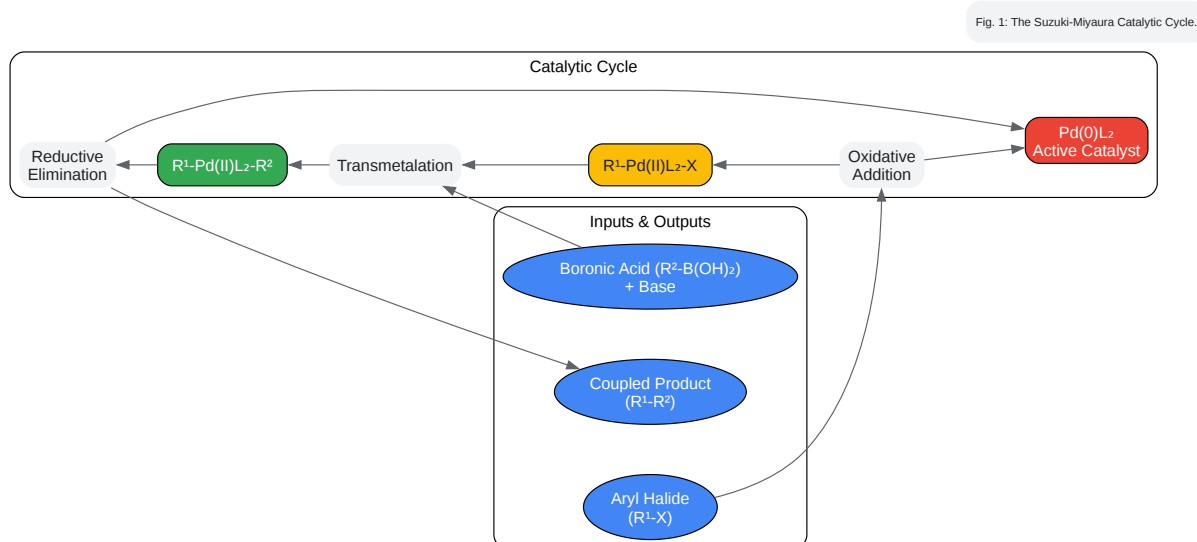 Fig. 1: The Suzuki-Miyaura Catalytic Cycle.
Catalytic Cycle
Reductive
Elimination
R¹-Pd(II)L₂-R²
Transmetalation
R¹-Pd(II)L₂-X
Oxidative
Addition
Pd(0)L₂
Active Catalyst
Inputs & Outputs
Boronic Acid (R²-B(OH)₂)
+ Base
Coupled Product
(R¹-R²)
Aryl Halide
(R¹-X)